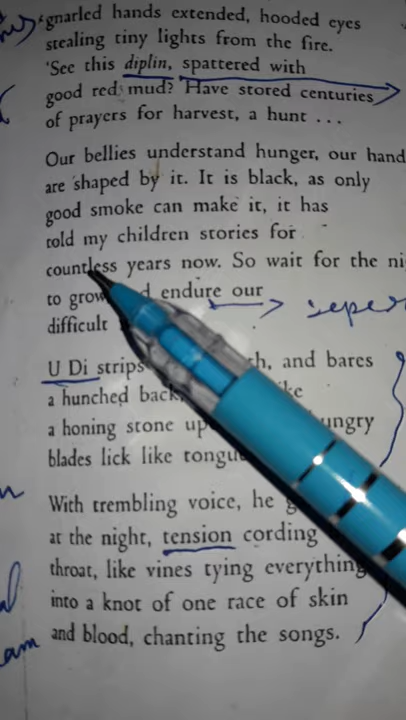 gnarled hands extended, hooded eyes
stealing tiny lights from the fire.
'See this diplin, spattered with
good red mud? Have stored centuries
of prayers for harvest, a hunt ...
Our bellies understand hunger, our hand
are shaped by it. It is black, as only
good smoke can make it, it has
told my children stories for
countless years now. So wait for the ni
to grow endure our
difficult
U Di strips and bares
a hunched back,
a honing stone
blades lick like
With trembling voice, he
at the night, tension cording
throat, like vines tying everything
into a knot of one race of skin
and blood, chanting the songs.